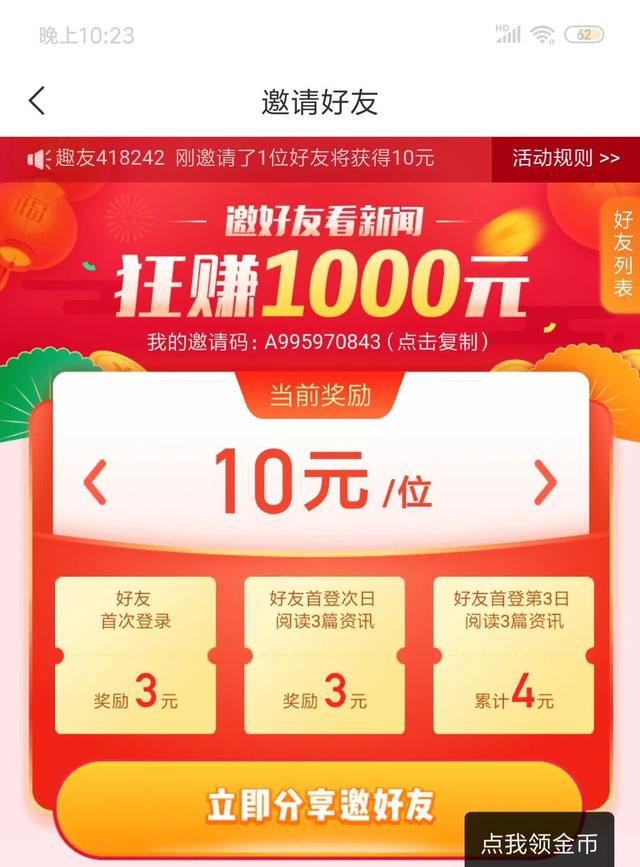 晚上10:23
HD
62
邀请好友
趣友418242 刚邀请了1位好友将获得10元
活动规则 >>
福
邀好友看新闻
狂赚1000元
好友列表
我的邀请码：A995970843（点击复制）
当前奖励
10元/位
好友
首次登录
奖励3元
好友首登次日
阅读3篇资讯
奖励3元
好友首登第3日
阅读3篇资讯
累计4元
立即分享邀好友
点我领金币